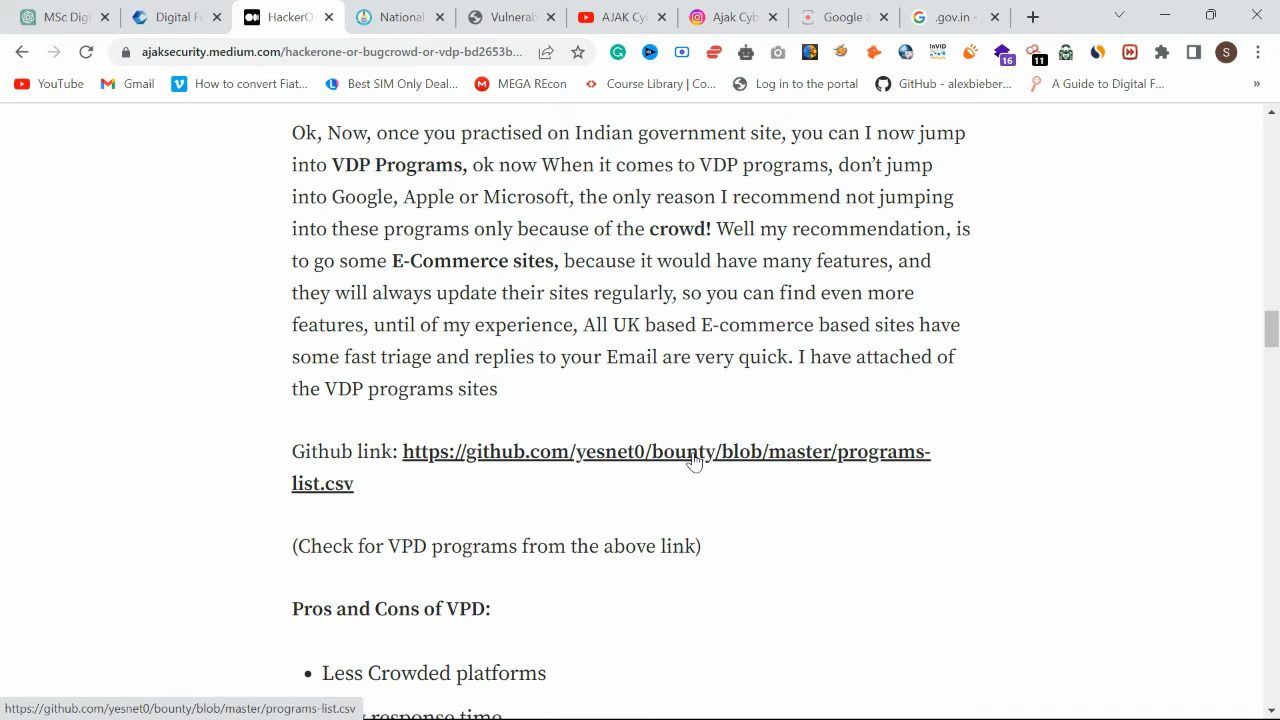 MSc Dig
Digital Fo
HackerO
National
Vulnerab
AJAK Cy
Ajak Cyb
Google a
.gov.in -
ajaksecurity.medium.com/hackerone-or-bugcrowd-or-vdp-bd2653b...
16
11
S
YouTube
Gmail
How to convert Fiat...
Best SIM Only Deal...
MEGA REcon
Course Library | Co...
Log in to the portal
GitHub - alexbieber...
A Guide to Digital F...
»
Ok, Now, once you practised on Indian government site, you can I now jump
into VDP Programs, ok now When it comes to VDP programs, don’t jump
into Google, Apple or Microsoft, the only reason I recommend not jumping
into these programs only because of the crowd! Well my recommendation, is
to go some E-Commerce sites, because it would have many features, and
they will always update their sites regularly, so you can find even more
features, until of my experience, All UK based E-commerce based sites have
some fast triage and replies to your Email are very quick. I have attached of
the VDP programs sites
Github link: https://github.com/yesnet0/bounty/blob/master/programs-
list.csv
(Check for VPD programs from the above link)
Pros and Cons of VPD:
• Less Crowded platforms
response time
https://github.com/yesnet0/bounty/blob/master/programs-list.csv